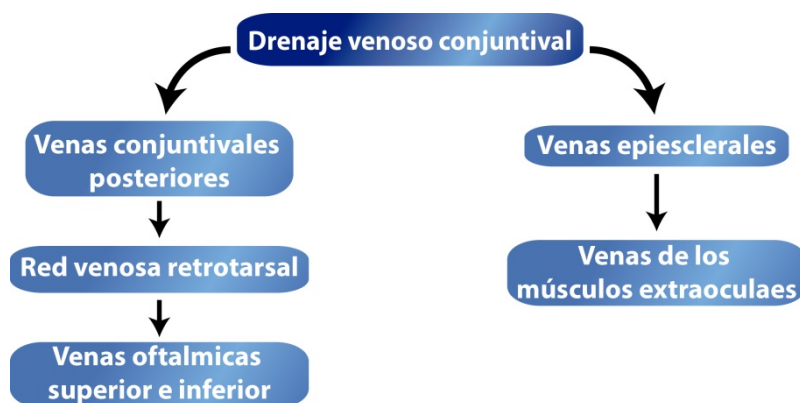 Drenaje venoso conjuntival
Venas conjuntivales
posteriores
Red venosa retrotarsal
Venas oftalmicas
superior e inferior
Venas epiesclerales
Venas de los
músculos extraoculaes